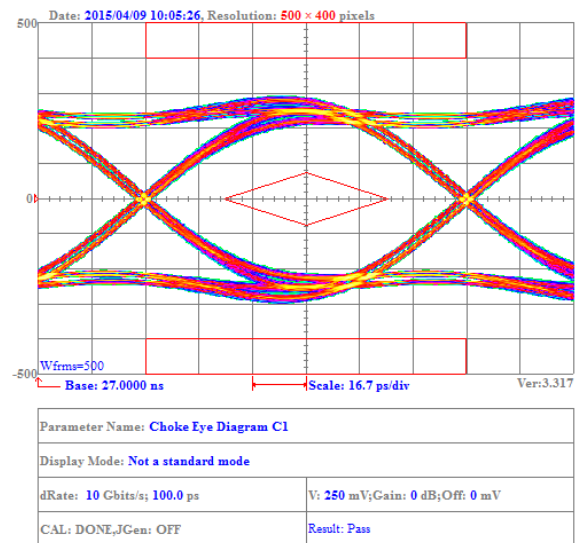 Date: 2015/04/09 10:05:26, Resolution: 500 × 400 pixels
500
0
-500
Wfrms=500
Base: 27.0000 ns
Scale: 16.7 ps/div
Ver:3.317
Parameter Name: Choke Eye Diagram C1
Display Mode: Not a standard mode
dRate: 10 Gbits/s; 100.0 ps
V: 250 mV;Gain: 0 dB;Off: 0 mV
CAL: DONE,JGen: OFF
Result: Pass